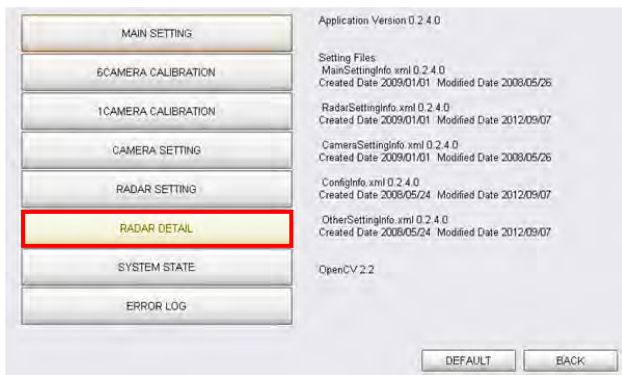 MAIN SETTING
6CAMERA CALIBRATION
1CAMERA CALIBRATION
CAMERA SETTING
RADAR SETTING
RADAR DETAIL
SYSTEM STATE
ERROR LOG
Application Version 0.2.4.0
Setting Files
MainSettingInfo.xml 0.2.4.0
Created Date 2009/01/01 Modified Date 2008/05/26
RadarSettingInfo.xml 0.2.4.0
Created Date 2009/01/01 Modified Date 2012/09/07
CameraSettingInfo.xml 0.2.4.0
Created Date 2009/01/01 Modified Date 2008/05/26
ConfigInfo.xml 0.2.4.0
Created Date 2008/05/24 Modified Date 2012/09/07
OtherSettingInfo.xml 0.2.4.0
Created Date 2008/05/24 Modified Date 2012/09/07
OpenCV 2.2
DEFAULT
BACK